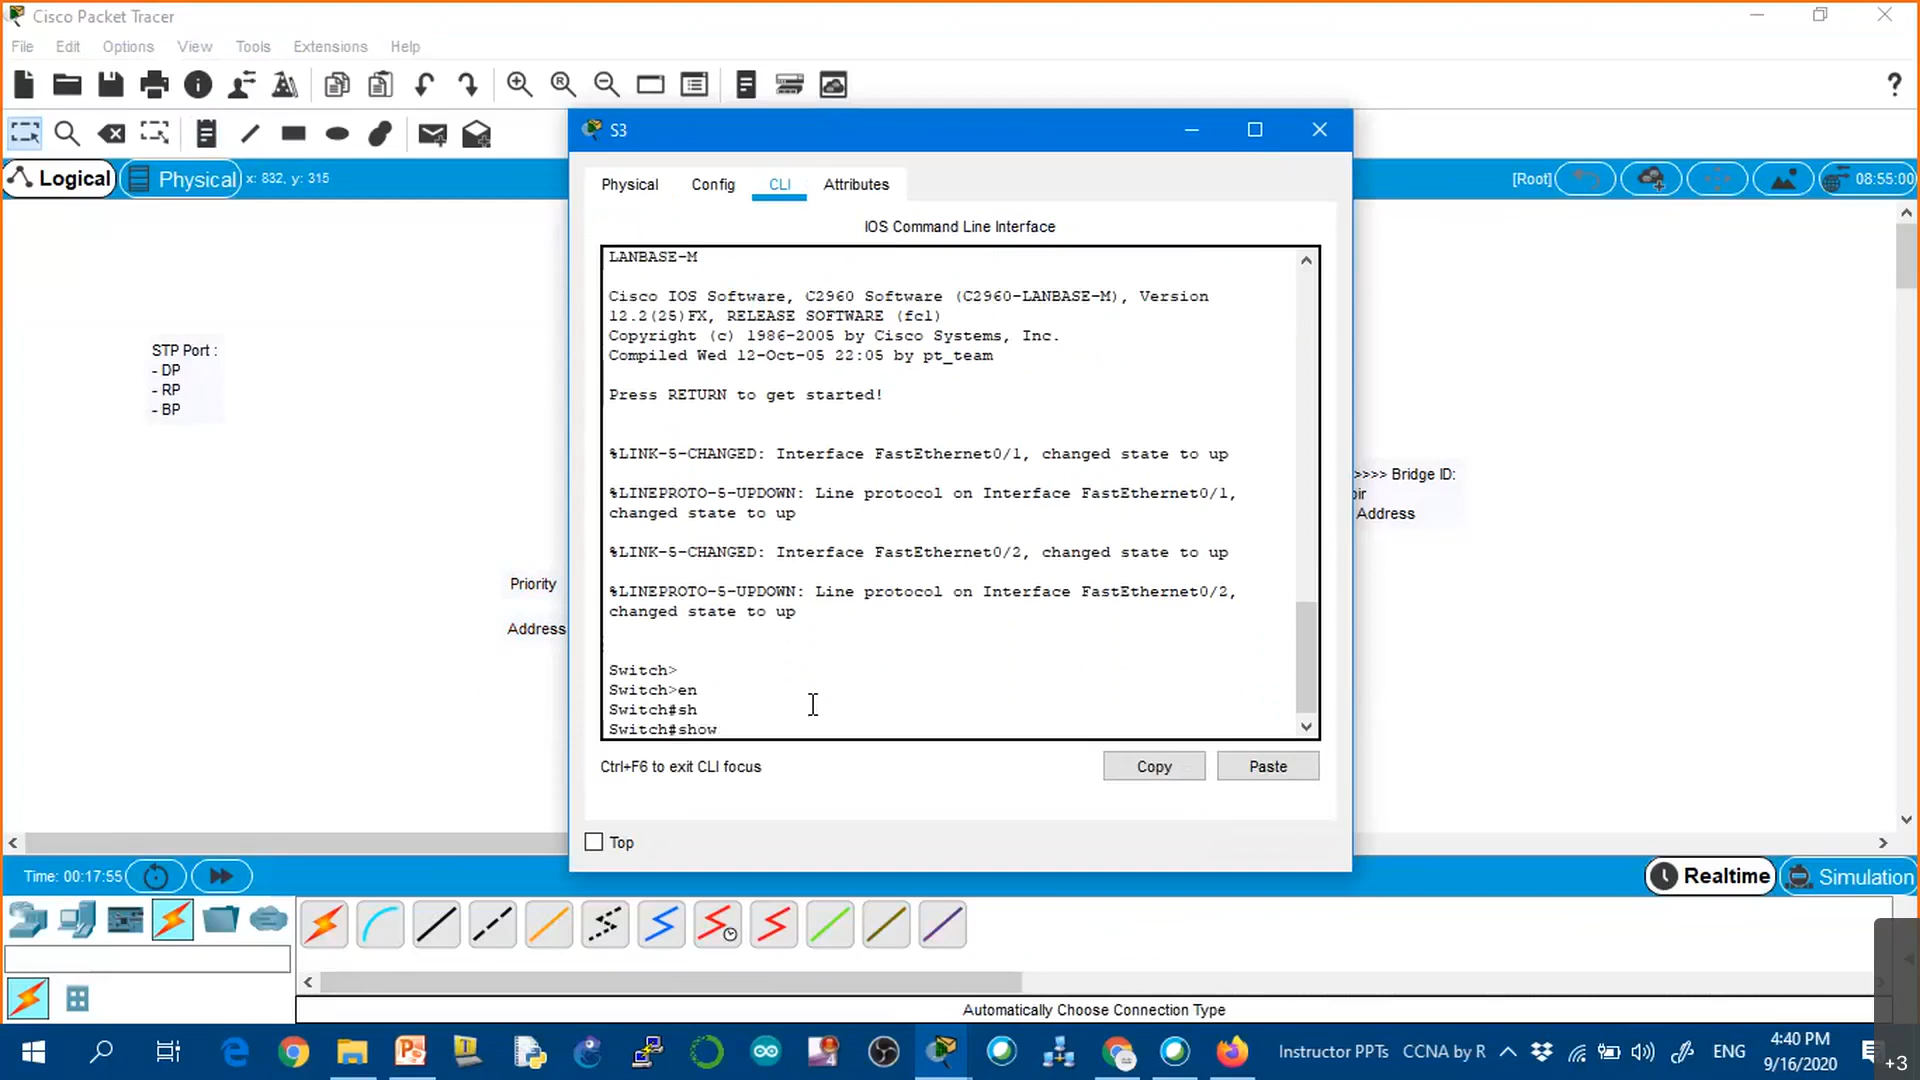 Cisco Packet Tracer
File Edit Options View Tools Extensions Help
S3
Logical Physical x: 832, y: 315
[Root] 08:55:00
Physical Config CLI Attributes
IOS Command Line Interface
LANBASE-M
Cisco IOS Software, C2960 Software (C2960-LANBASE-M), Version
12.2(25)FX, RELEASE SOFTWARE (fc1)
Copyright (c) 1986-2005 by Cisco Systems, Inc.
Compiled Wed 12-Oct-05 22:05 by pt_team
Press RETURN to get started!
%LINK-5-CHANGED: Interface FastEthernet0/1, changed state to up
%LINEPROTO-5-UPDOWN: Line protocol on Interface FastEthernet0/1,
changed state to up
%LINK-5-CHANGED: Interface FastEthernet0/2, changed state to up
%LINEPROTO-5-UPDOWN: Line protocol on Interface FastEthernet0/2,
changed state to up
Switch>
Switch>en
Switch#sh
Switch#show
Ctrl+F6 to exit CLI focus
Copy Paste
Top
STP Port :
- DP
- RP
- BP
Priority
Address
>>>> Bridge ID:
Address
Time: 00:17:55
Realtime Simulation
Automatically Choose Connection Type
Instructor PPTs CCNA by R ENG 4:40 PM
9/16/2020
+3